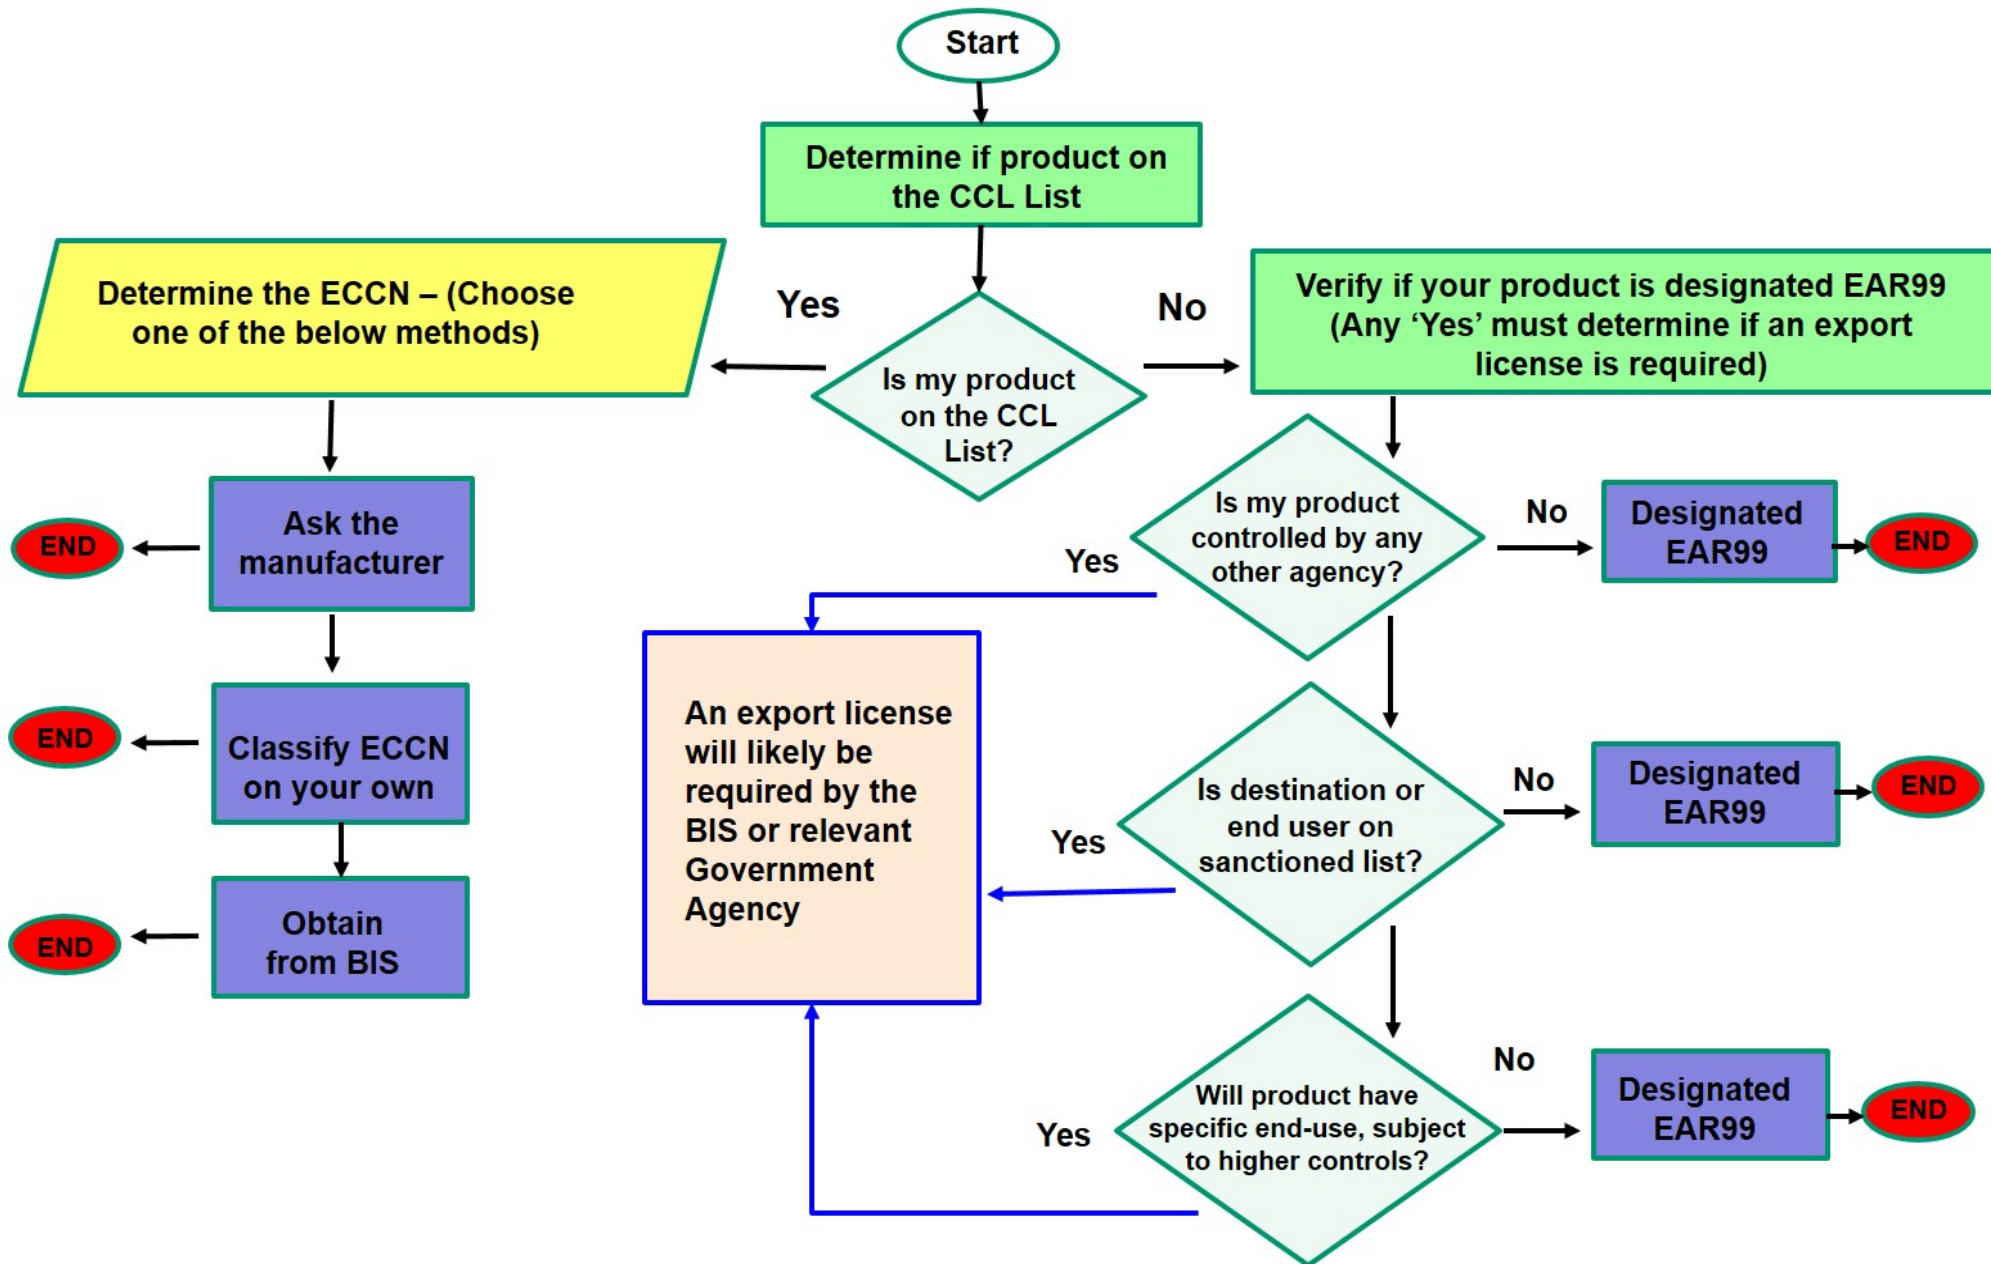 Start
Determine if product on
the CCL List
Determine the ECCN – (Choose
one of the below methods)
Yes
No
Verify if your product is designated EAR99
(Any ‘Yes’ must determine if an export
license is required)
Is my product
on the CCL
List?
Ask the
manufacturer
END
Is my product
controlled by any
other agency?
Yes
No
Designated
EAR99
END
Classify ECCN
on your own
END
An export license
will likely be
required by the
BIS or relevant
Government
Agency
Is destination or
end user on
sanctioned list?
Yes
No
Designated
EAR99
END
Obtain
from BIS
END
Will product have
specific end-use, subject
to higher controls?
Yes
No
Designated
EAR99
END